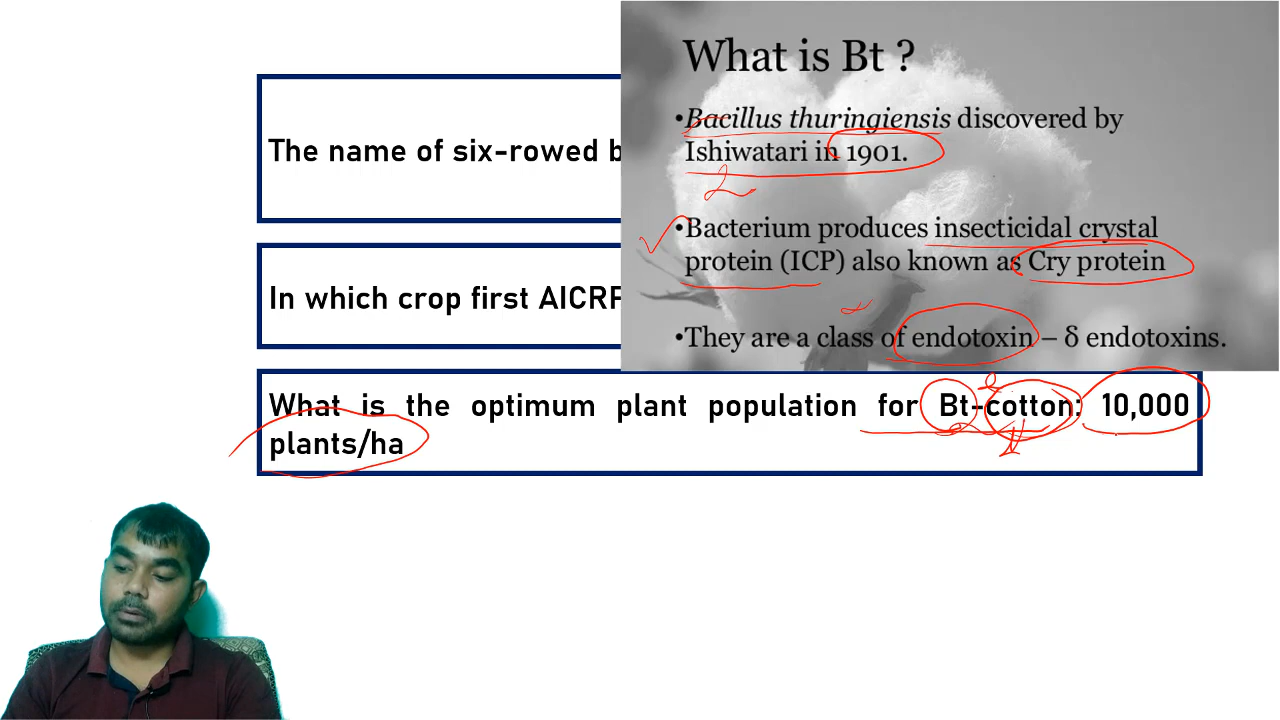 What is Bt ?
•Bacillus thuringiensis discovered by
Ishiwatari in 1901.
•Bacterium produces insecticidal crystal
protein (ICP) also known as Cry protein
•They are a class of endotoxin – δ endotoxins.
The name of six-rowed b
In which crop first AICRP
What is the optimum plant population for Bt-cotton: 10,000
plants/ha